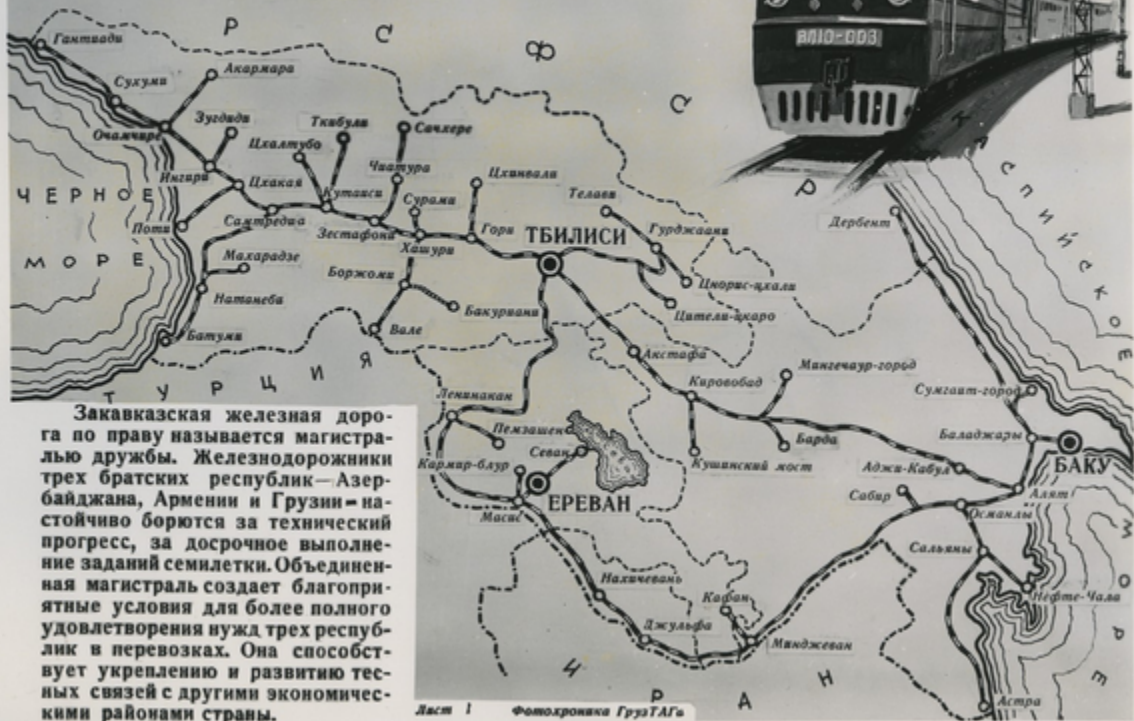 ВЛ10-003
Р С Ф С Р
КАСПИЙСКОЕ МОРЕ
ЧЕРНОЕ
МОРЕ
ТУРЦИЯ
ИРАН
Гантиади
Сухуми
Акармара
Очамчире
Зугдиди
Ингири
Цхалтубо
Ткибули
Сачхере
Чиатура
Цхакая
Кутаиси
Самтредиа
Поти
Зестафони
Сурами
Хашури
Цхинвали
Гори
ТБИЛИСИ
Телави
Гурджаани
Цнорис-цхали
Цители-цкаро
Махарадзе
Натанеби
Батуми
Боржоми
Бакуриани
Вале
Дербент
Акстафа
Кировобад
Мингечаур-город
Барда
Кушинский мост
Сумгаит-город
Баладжары
БАКУ
Аджи-Кабул
Алят
Сабир
Османлы
Сальяны
Нефте-Чала
Астра
Ленинакан
Пемзашен
Севан
Кармир-блур
ЕРЕВАН
Масис
Нахичевань
Джульфа
Кафан
Минджеван
Закавказская железная доро-
га по праву называется магистра-
лью дружбы. Железнодорожники
трех братских республик—Азер-
байджана, Армении и Грузии—на-
стойчиво борются за технический
прогресс, за досрочное выполне-
ние заданий семилетки. Объединен-
ная магистраль создает благопри-
ятные условия для более полного
удовлетворения нужд трех респуб-
лик в перевозках. Она способст-
вует укреплению и развитию тес-
ных связей с другими экономичес-
кими районами страны.
Лист 1 Фотохроника ГрузТАГа